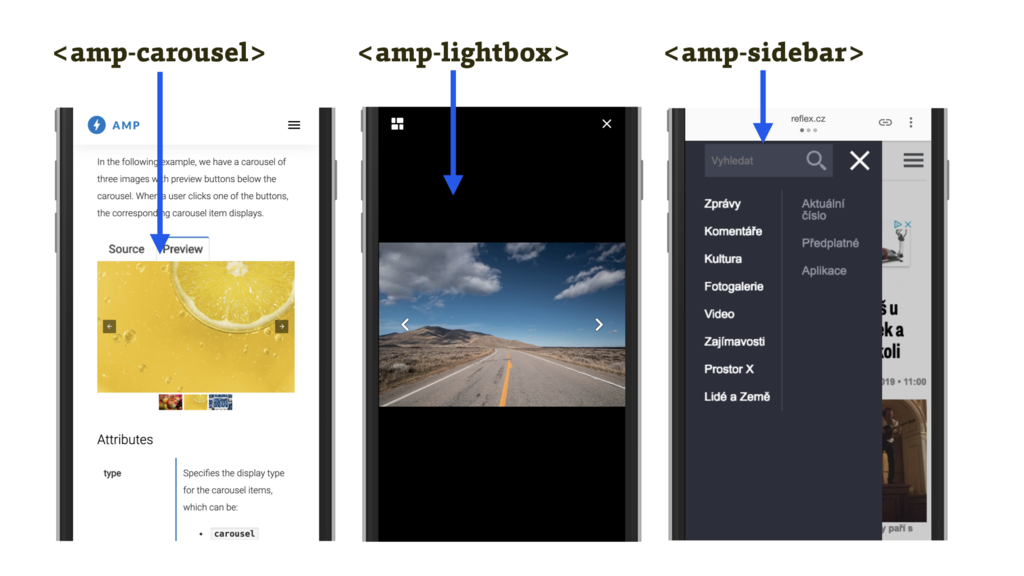 <amp-carousel>
<amp-lightbox>
<amp-sidebar>
AMP
In the following example, we have a carousel of
three images with preview buttons below the
carousel. When a user clicks one of the buttons,
the corresponding carousel item displays.
Source
Preview
Attributes
type
Specifies the display type
for the carousel items,
which can be:
• carousel
reflex.cz
Vyhledat
Zprávy
Komentáře
Kultura
Fotogalerie
Video
Zajímavosti
Prostor X
Lidé a Země
Aktuální
číslo
Předplatné
Aplikace
š u
ek a
kolí
019 • 11:00
y paří s